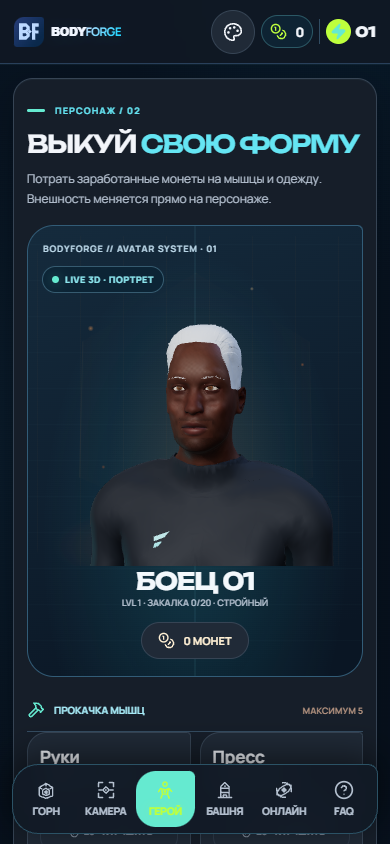 BF BODYFORGE 0 01
ПЕРСОНАЖ / 02
ВЫКУЙ СВОЮ ФОРМУ
Потрать заработанные монеты на мышцы и одежду.
Внешность меняется прямо на персонаже.
BODYFORGE // AVATAR SYSTEM · 01
LIVE 3D · ПОРТРЕТ
БОЕЦ 01
LVL 1 · ЗАКАЛКА 0/20 · СТРОЙНЫЙ
0 МОНЕТ
ПРОКАЧКА МЫШЦ МАКСИМУМ 5
Руки Пресс
ГОРН КАМЕРА ГЕРОЙ БАШНЯ ОНЛАЙН FAQ